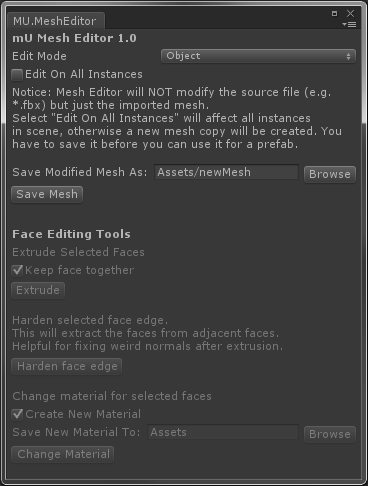 MU.MeshEditor
mU Mesh Editor 1.0
Edit Mode Object
Edit On All Instances
Notice: Mesh Editor will NOT modify the source file (e.g.
*.fbx) but just the imported mesh.
Select "Edit On All Instances" will affect all instances
in scene, otherwise a new mesh copy will be created. You
have to save it before you can use it for a prefab.
Save Modified Mesh As: Assets/newMesh Browse
Save Mesh
Face Editing Tools
Extrude Selected Faces
Keep face together
Extrude
Harden selected face edge.
This will extract the faces from adjacent faces.
Helpful for fixing weird normals after extrusion.
Harden face edge
Change material for selected faces
Create New Material
Save New Material To: Assets Browse
Change Material